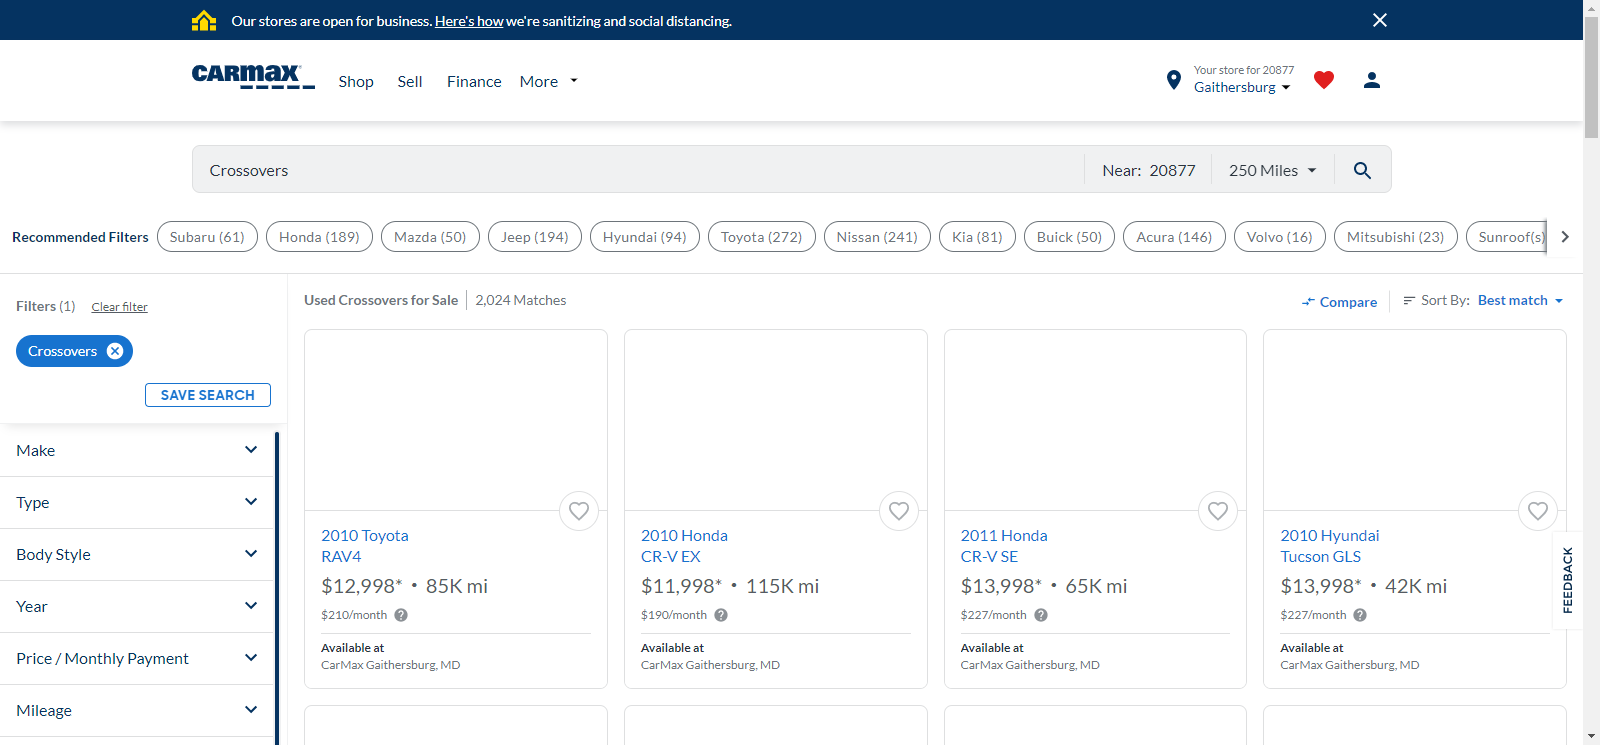 Our stores are open for business. Here's how we're sanitizing and social distancing.
CARMAX
Shop Sell Finance More
Your store for 20877
Gaithersburg
Crossovers Near: 20877 250 Miles
Recommended Filters Subaru (61) Honda (189) Mazda (50) Jeep (194) Hyundai (94) Toyota (272) Nissan (241) Kia (81) Buick (50) Acura (146) Volvo (16) Mitsubishi (23) Sunroof(s)
Filters (1) Clear filter
Crossovers
SAVE SEARCH
Make
Type
Body Style
Year
Price / Monthly Payment
Mileage
Used Crossovers for Sale 2,024 Matches
Compare Sort By: Best match
2010 Toyota
RAV4
$12,998* • 85K mi
$210/month
Available at
CarMax Gaithersburg, MD
2010 Honda
CR-V EX
$11,998* • 115K mi
$190/month
Available at
CarMax Gaithersburg, MD
2011 Honda
CR-V SE
$13,998* • 65K mi
$227/month
Available at
CarMax Gaithersburg, MD
2010 Hyundai
Tucson GLS
$13,998* • 42K mi
$227/month
Available at
CarMax Gaithersburg, MD
FEEDBACK